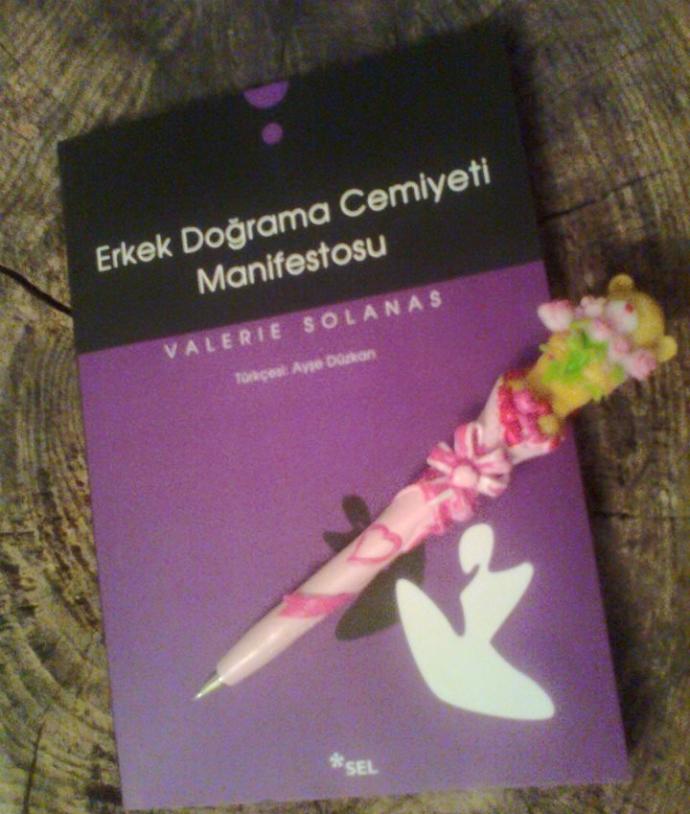 Erkek Doğrama Cemiyeti
Manifestosu
VALERIE SOLANAS
Türkçesi: Ayşe Düzkan
*SEL